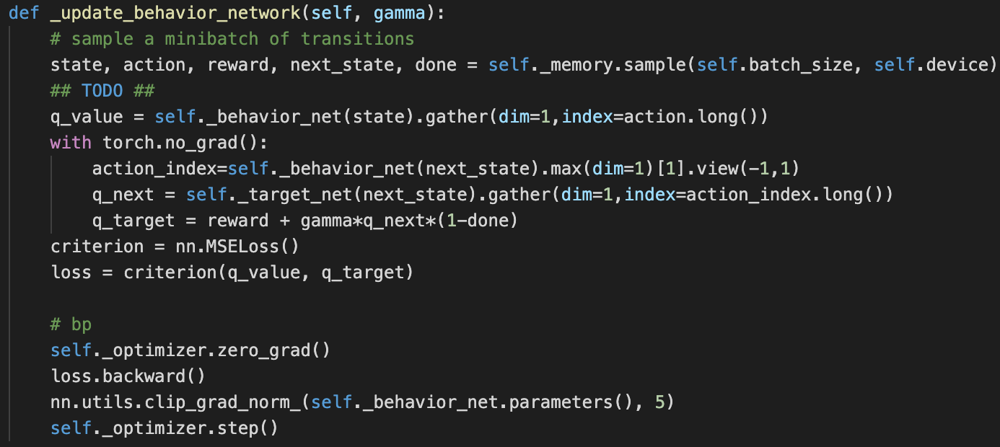 def _update_behavior_network(self, gamma):
    # sample a minibatch of transitions
    state, action, reward, next_state, done = self._memory.sample(self.batch_size, self.device)
    ## TODO ##
    q_value = self._behavior_net(state).gather(dim=1,index=action.long())
    with torch.no_grad():
        action_index=self._behavior_net(next_state).max(dim=1)[1].view(-1,1)
        q_next = self._target_net(next_state).gather(dim=1,index=action_index.long())
        q_target = reward + gamma*q_next*(1-done)
    criterion = nn.MSELoss()
    loss = criterion(q_value, q_target)
    # bp
    self._optimizer.zero_grad()
    loss.backward()
    nn.utils.clip_grad_norm_(self._behavior_net.parameters(), 5)
    self._optimizer.step()